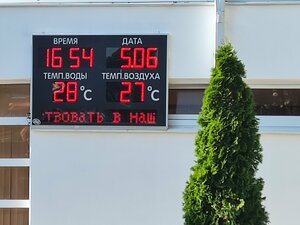 ВРЕМЯ ДАТА
16 54 5.06
ТЕМП.ВОДЫ ТЕМП.ВОЗДУХА
28 °C 27 °C
ТВОВАТЬ В НАШ